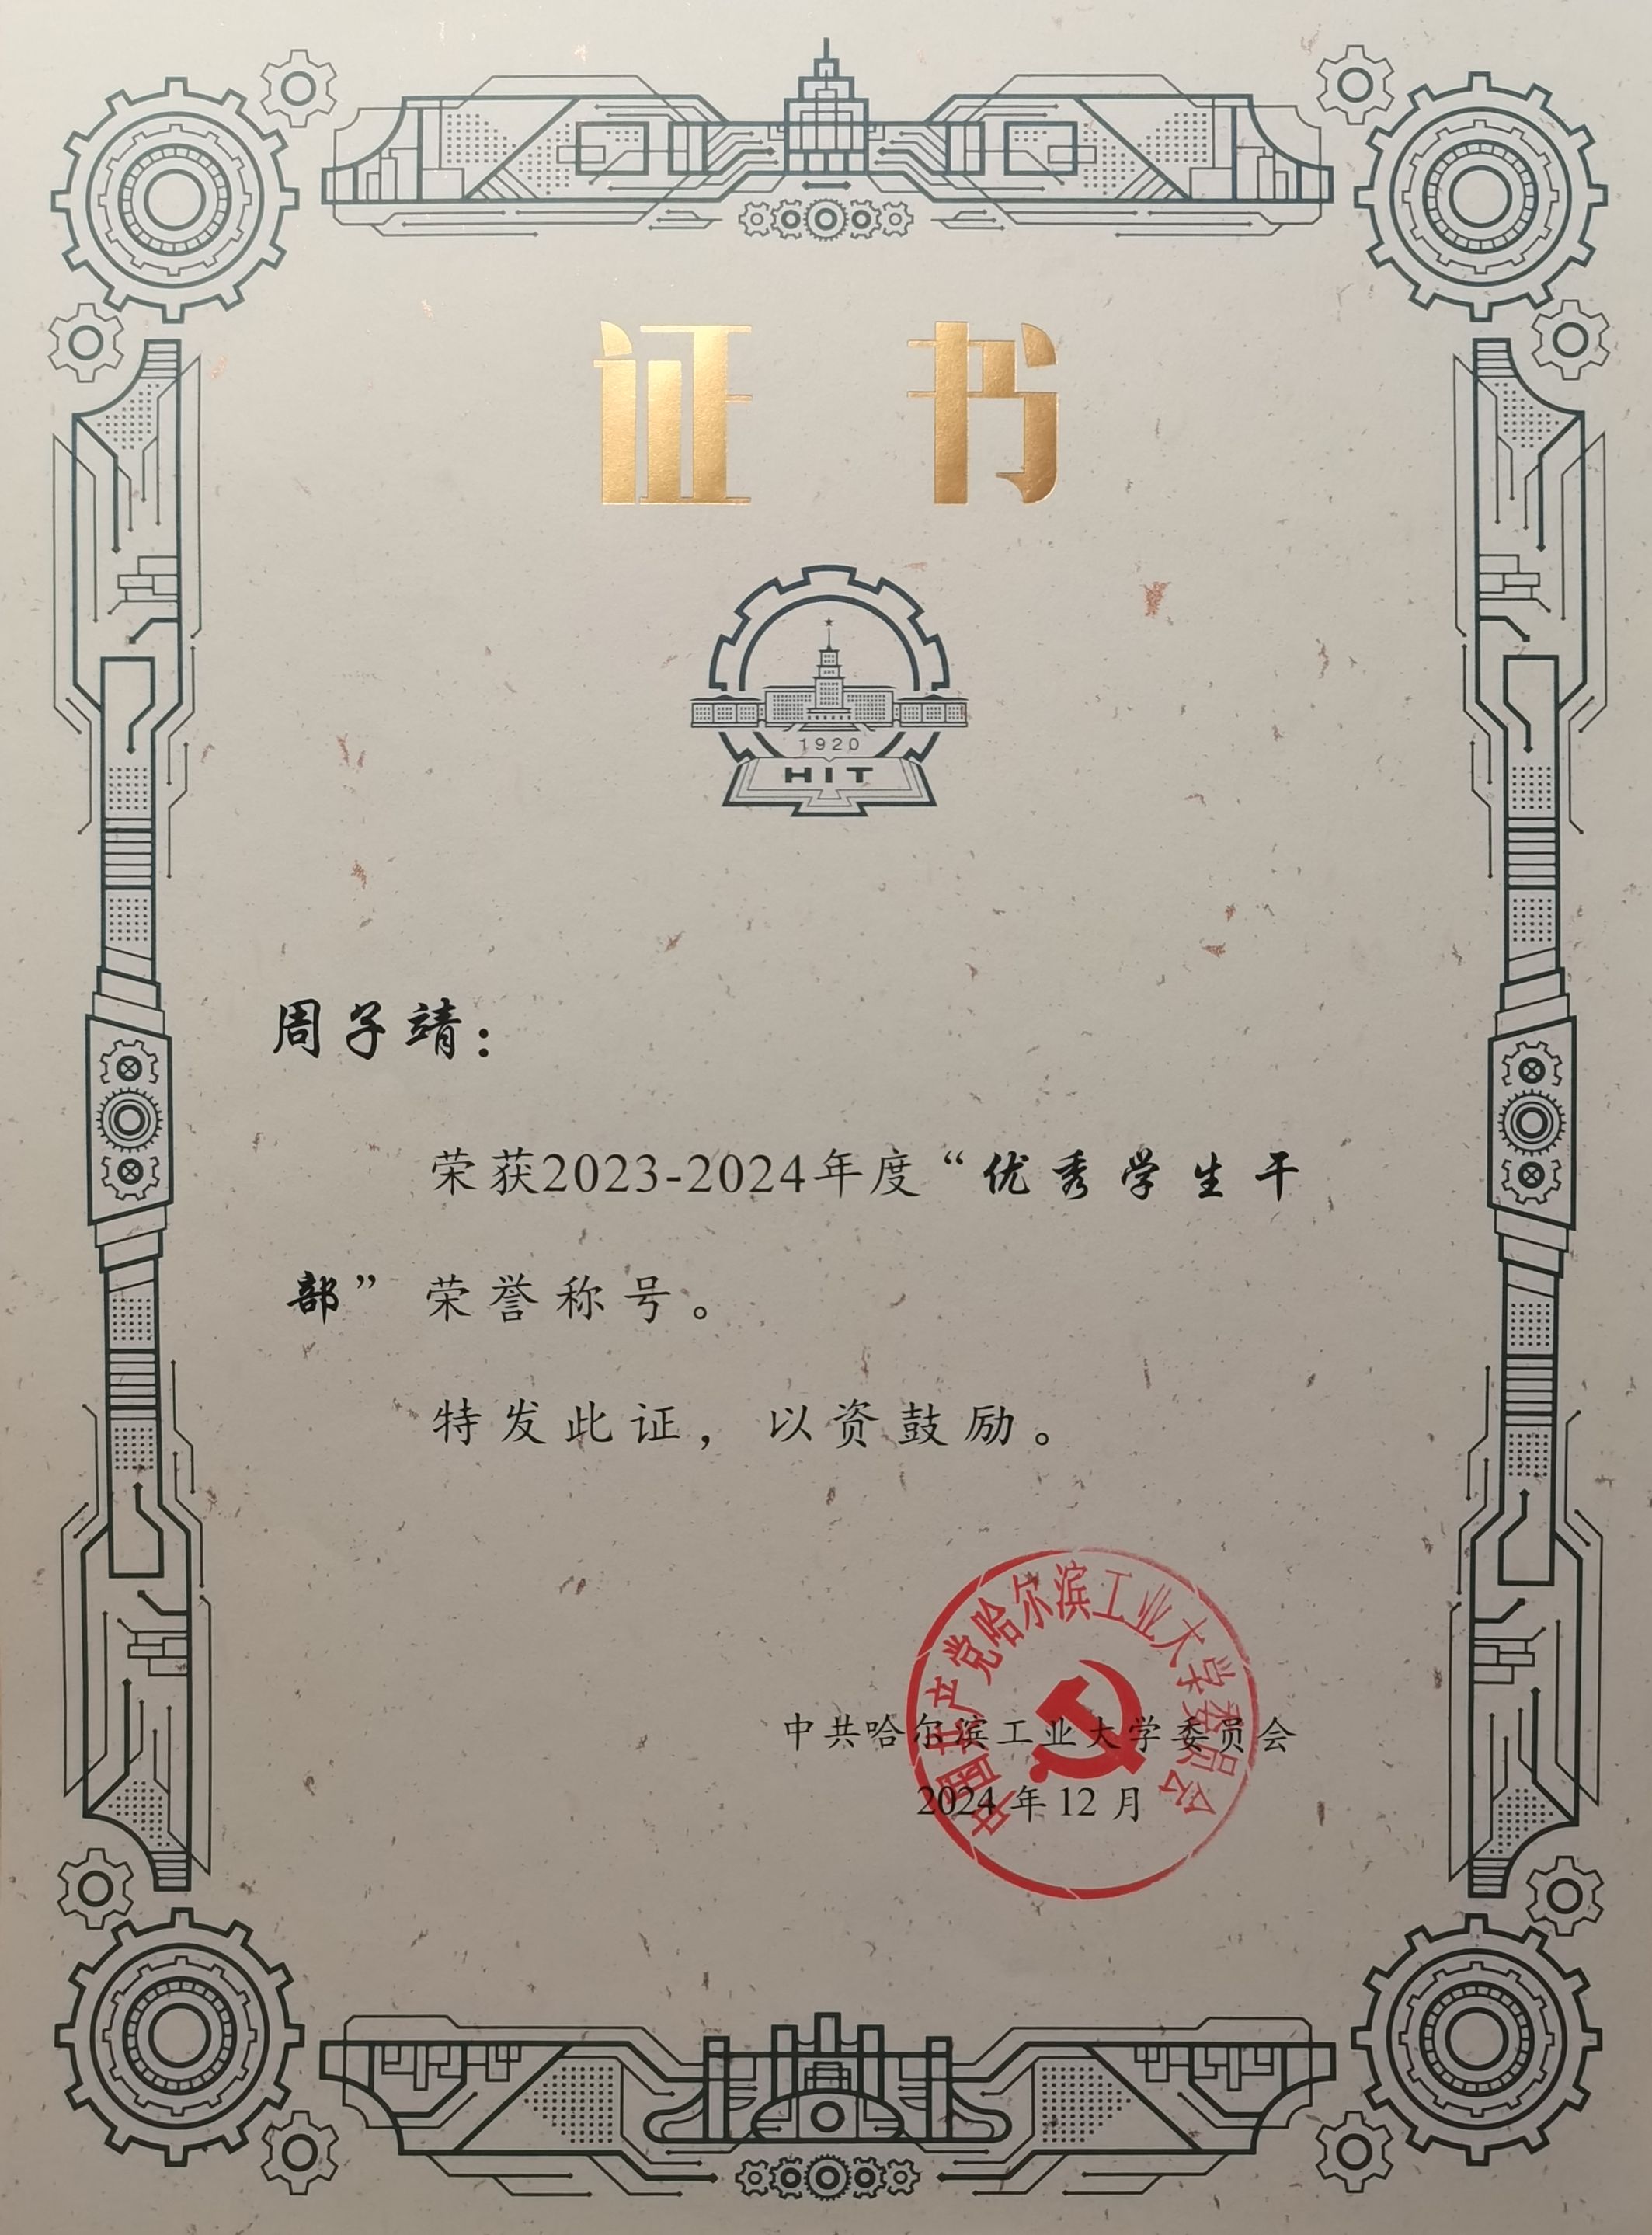 证 书
1920
HIT
周子靖：
荣获2023-2024年度“优秀学生干
部”荣誉称号。
特发此证，以资鼓励。
中共哈尔滨工业大学委员会
2024年12月
中国共产党哈尔滨工业大学委员会